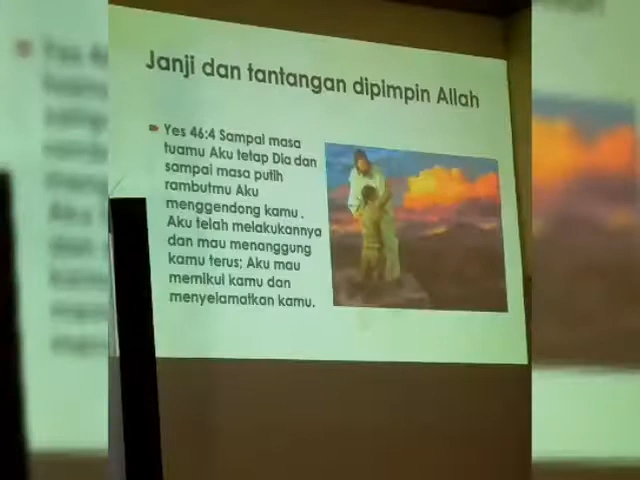 Janji dan tantangan dipimpin Allah
Yes 46:4 Sampai masa
tuamu Aku tetap Dia dan
sampai masa putih
rambutmu Aku
menggendong kamu .
Aku telah melakukannya
dan mau menanggung
kamu terus; Aku mau
memikul kamu dan
menyelamatkan kamu.